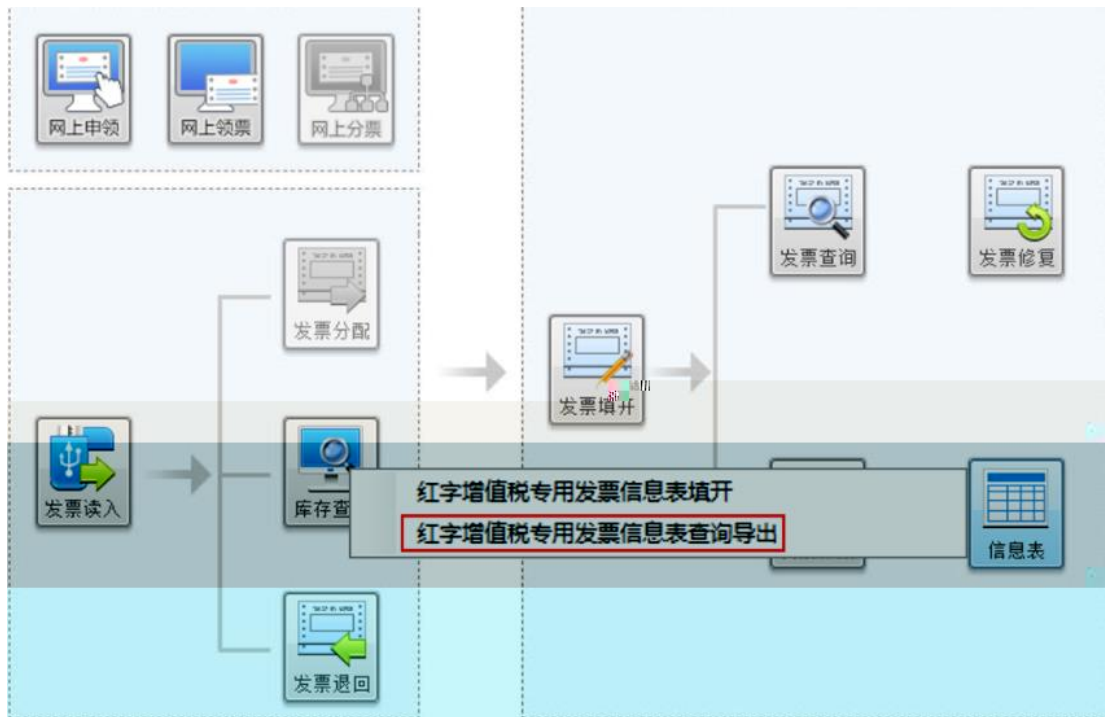 网上申领
网上领票
网上分票
发票查询
发票修复
发票分配
发票填开
发票读入
库存查
红字增值税专用发票信息表填开
红字增值税专用发票信息表查询导出
信息表
发票退回